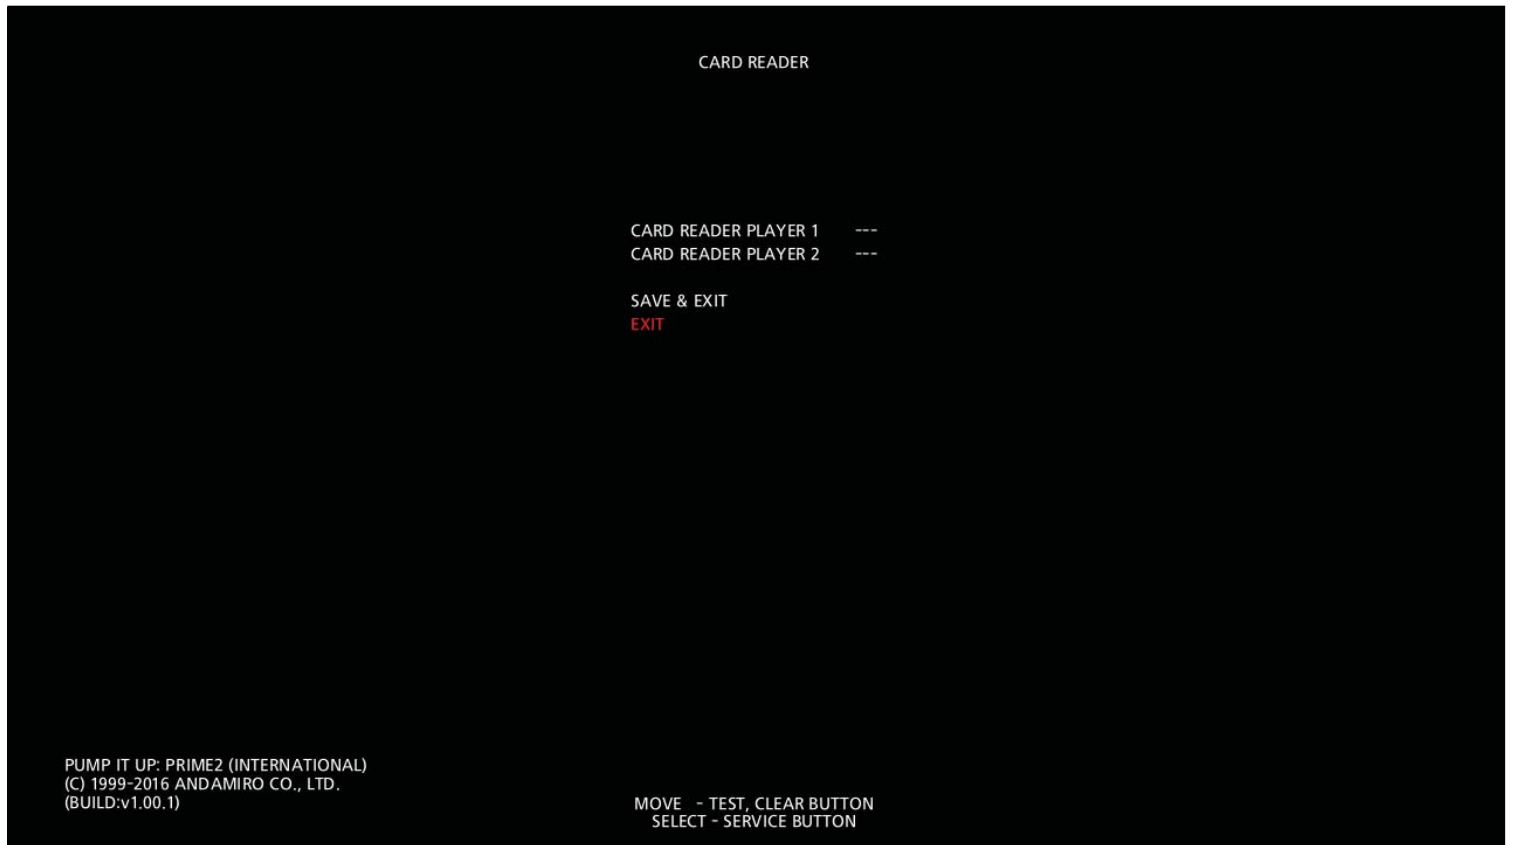 CARD READER
CARD READER PLAYER 1 ---
CARD READER PLAYER 2 ---
SAVE & EXIT
EXIT
PUMP IT UP: PRIME2 (INTERNATIONAL)
(C) 1999-2016 ANDAMIRO CO., LTD.
(BUILD:v1.00.1)
MOVE - TEST, CLEAR BUTTON
SELECT - SERVICE BUTTON